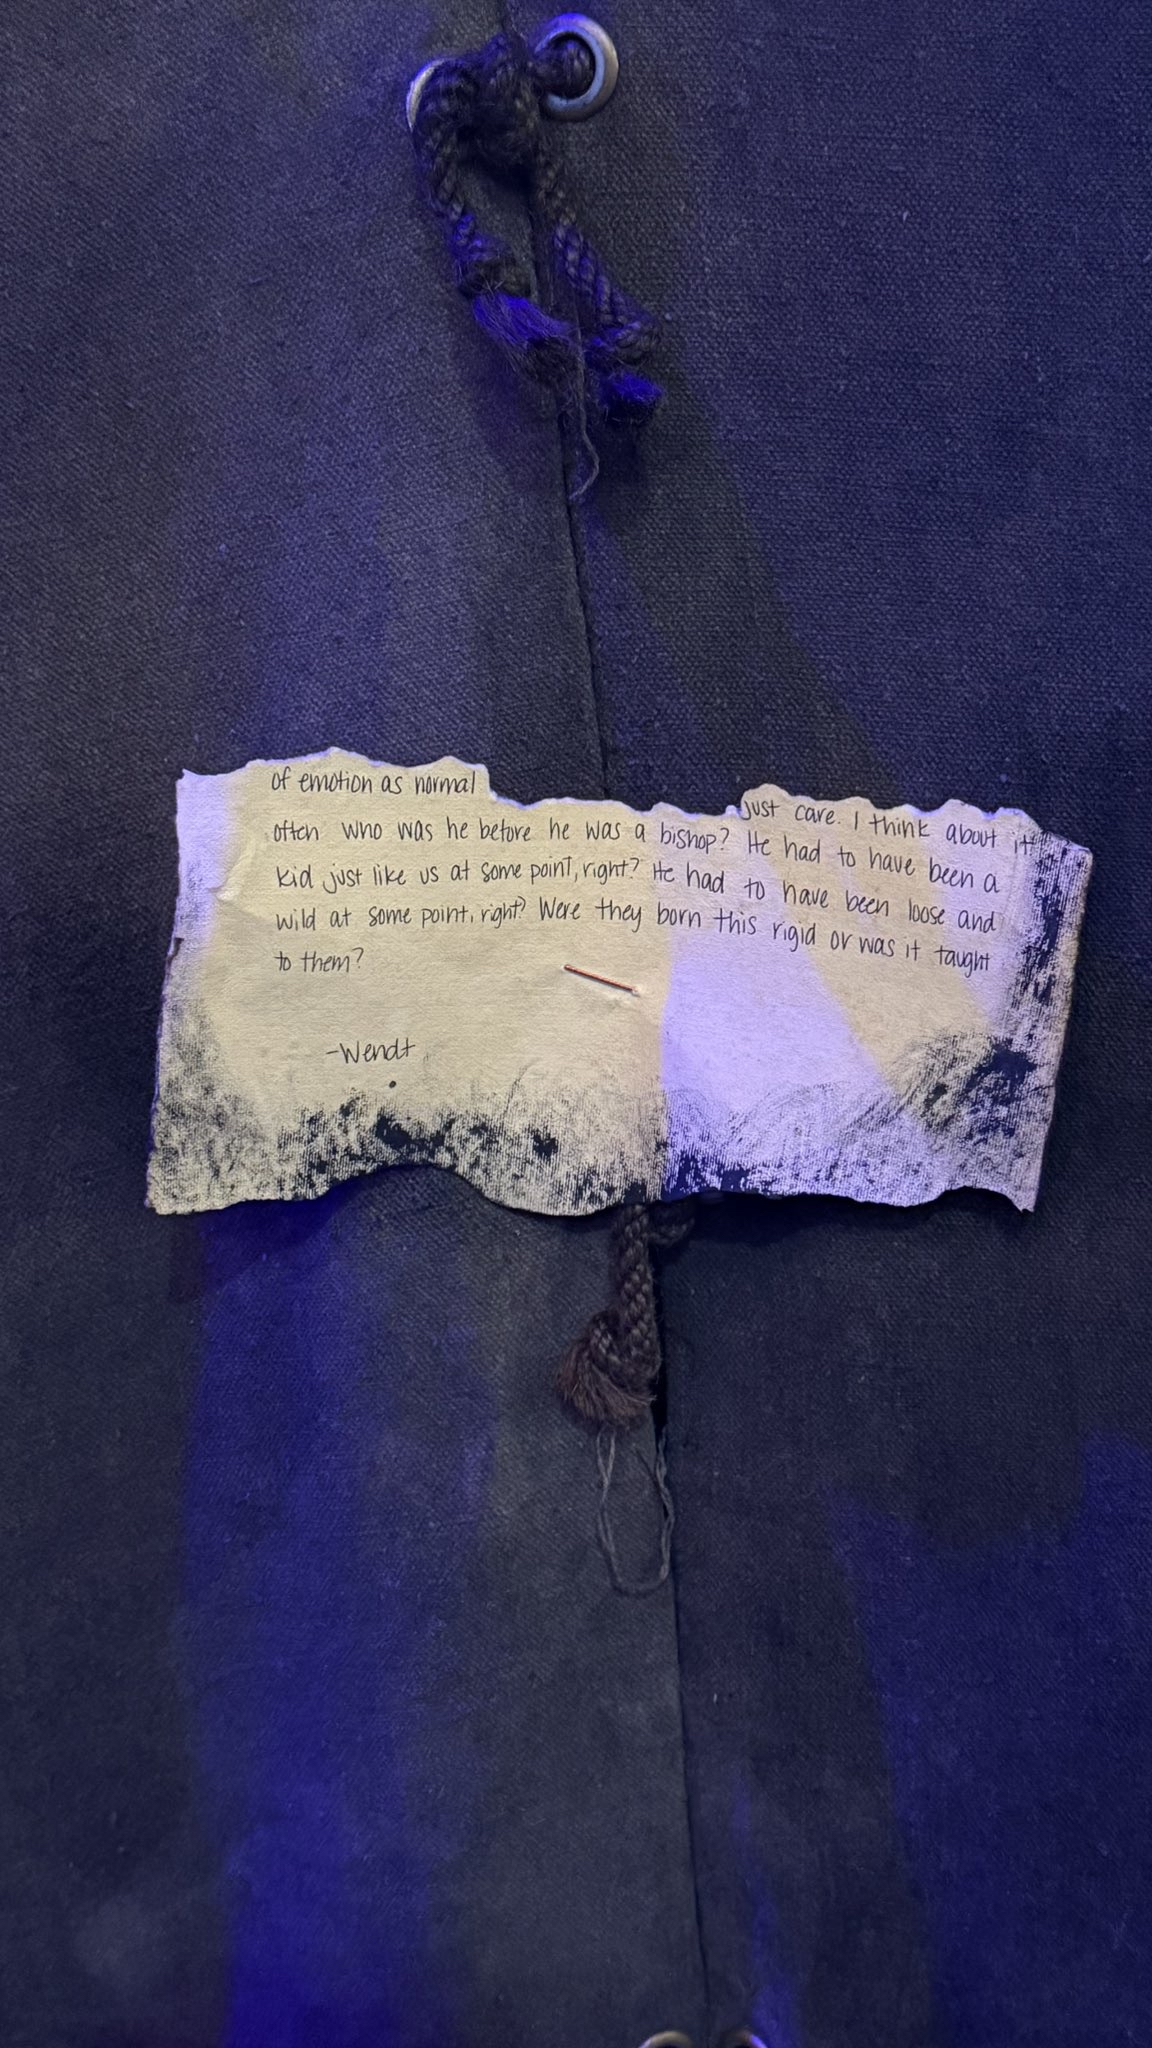 of emotion as normal
just care. I think about it
often who was he before he was a bishop? He had to have been a
kid just like us at some point, right? He had to have been loose and
wild at some point, right? Were they born this rigid or was it taught
to them?
-Wendt